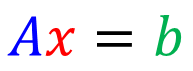 Ax = b